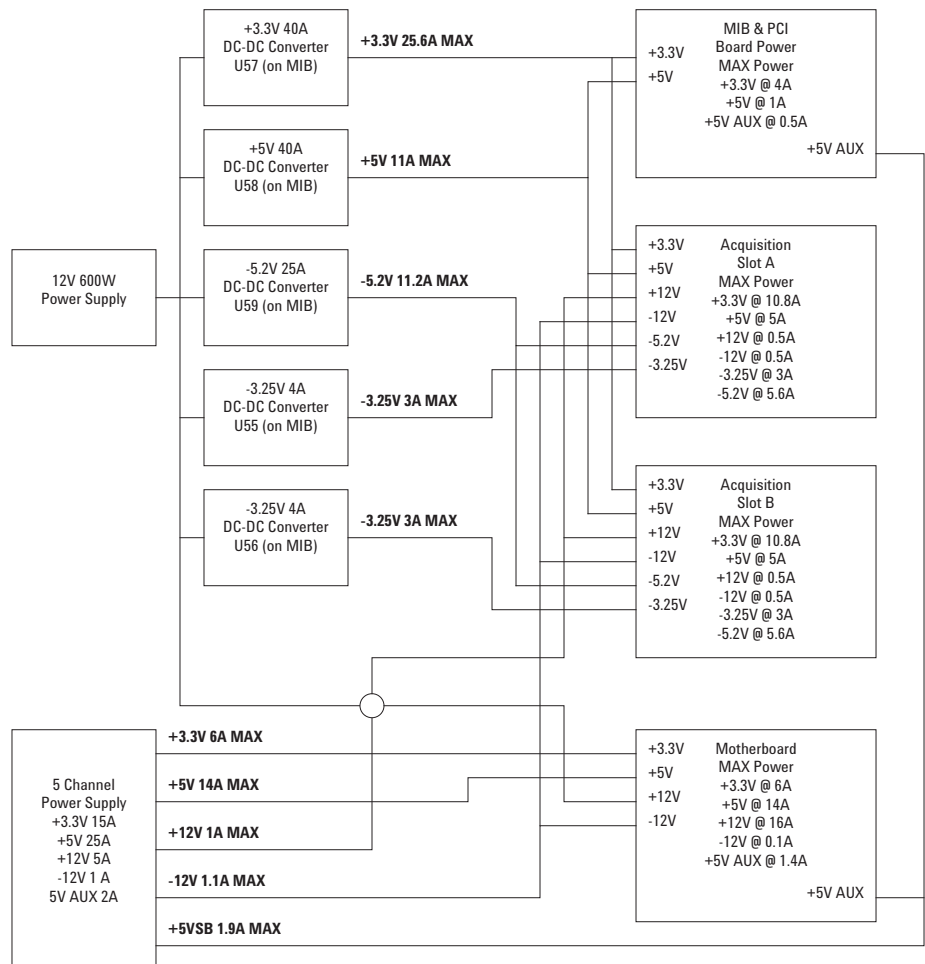 +3.3V 40A
DC-DC Converter
U57 (on MIB)
+3.3V 25.6A MAX
+5V 40A
DC-DC Converter
U58 (on MIB)
+5V 11A MAX
12V 600W
Power Supply
-5.2V 25A
DC-DC Converter
U59 (on MIB)
-5.2V 11.2A MAX
-3.25V 4A
DC-DC Converter
U55 (on MIB)
-3.25V 3A MAX
-3.25V 4A
DC-DC Converter
U56 (on MIB)
-3.25V 3A MAX
+3.3V
+5V
MIB & PCI
Board Power
MAX Power
+3.3V @ 4A
+5V @ 1A
+5V AUX @ 0.5A
+5V AUX
+3.3V
+5V
+12V
-12V
-5.2V
-3.25V
Acquisition
Slot A
MAX Power
+3.3V @ 10.8A
+5V @ 5A
+12V @ 0.5A
-12V @ 0.5A
-3.25V @ 3A
-5.2V @ 5.6A
+3.3V
+5V
+12V
-12V
-5.2V
-3.25V
Acquisition
Slot B
MAX Power
+3.3V @ 10.8A
+5V @ 5A
+12V @ 0.5A
-12V @ 0.5A
-3.25V @ 3A
-5.2V @ 5.6A
5 Channel
Power Supply
+3.3V 15A
+5V 25A
+12V 5A
-12V 1 A
5V AUX 2A
+3.3V 6A MAX
+5V 14A MAX
+12V 1A MAX
-12V 1.1A MAX
+5VSB 1.9A MAX
+3.3V
+5V
+12V
-12V
Motherboard
MAX Power
+3.3V @ 6A
+5V @ 14A
+12V @ 16A
-12V @ 0.1A
+5V AUX @ 1.4A
+5V AUX